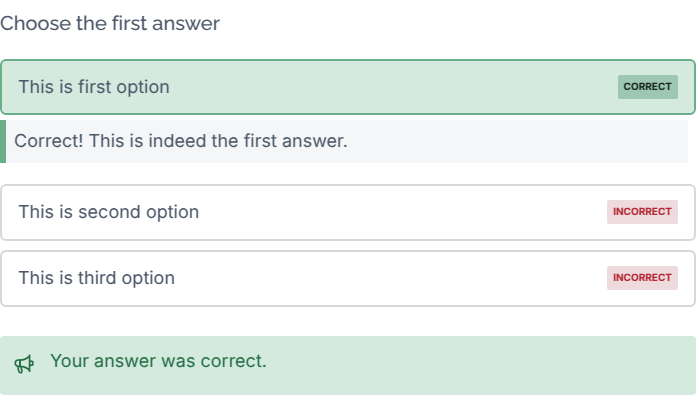 Choose the first answer
This is first option CORRECT
Correct! This is indeed the first answer.
This is second option INCORRECT
This is third option INCORRECT
Your answer was correct.